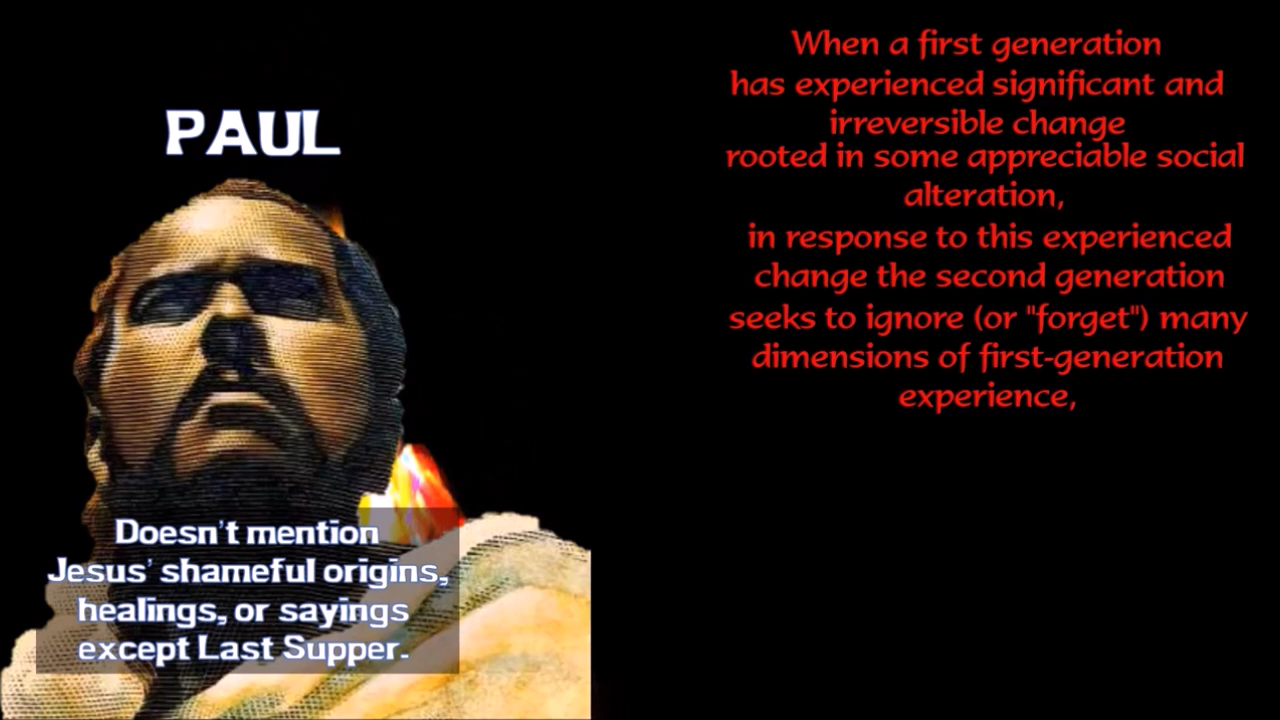 PAUL
Doesn't mention
Jesus' shameful origins,
healings, or sayings
except Last Supper.
When a first generation
has experienced significant and
irreversible change
rooted in some appreciable social
alteration,
in response to this experienced
change the second generation
seeks to ignore (or "forget") many
dimensions of first-generation
experience,